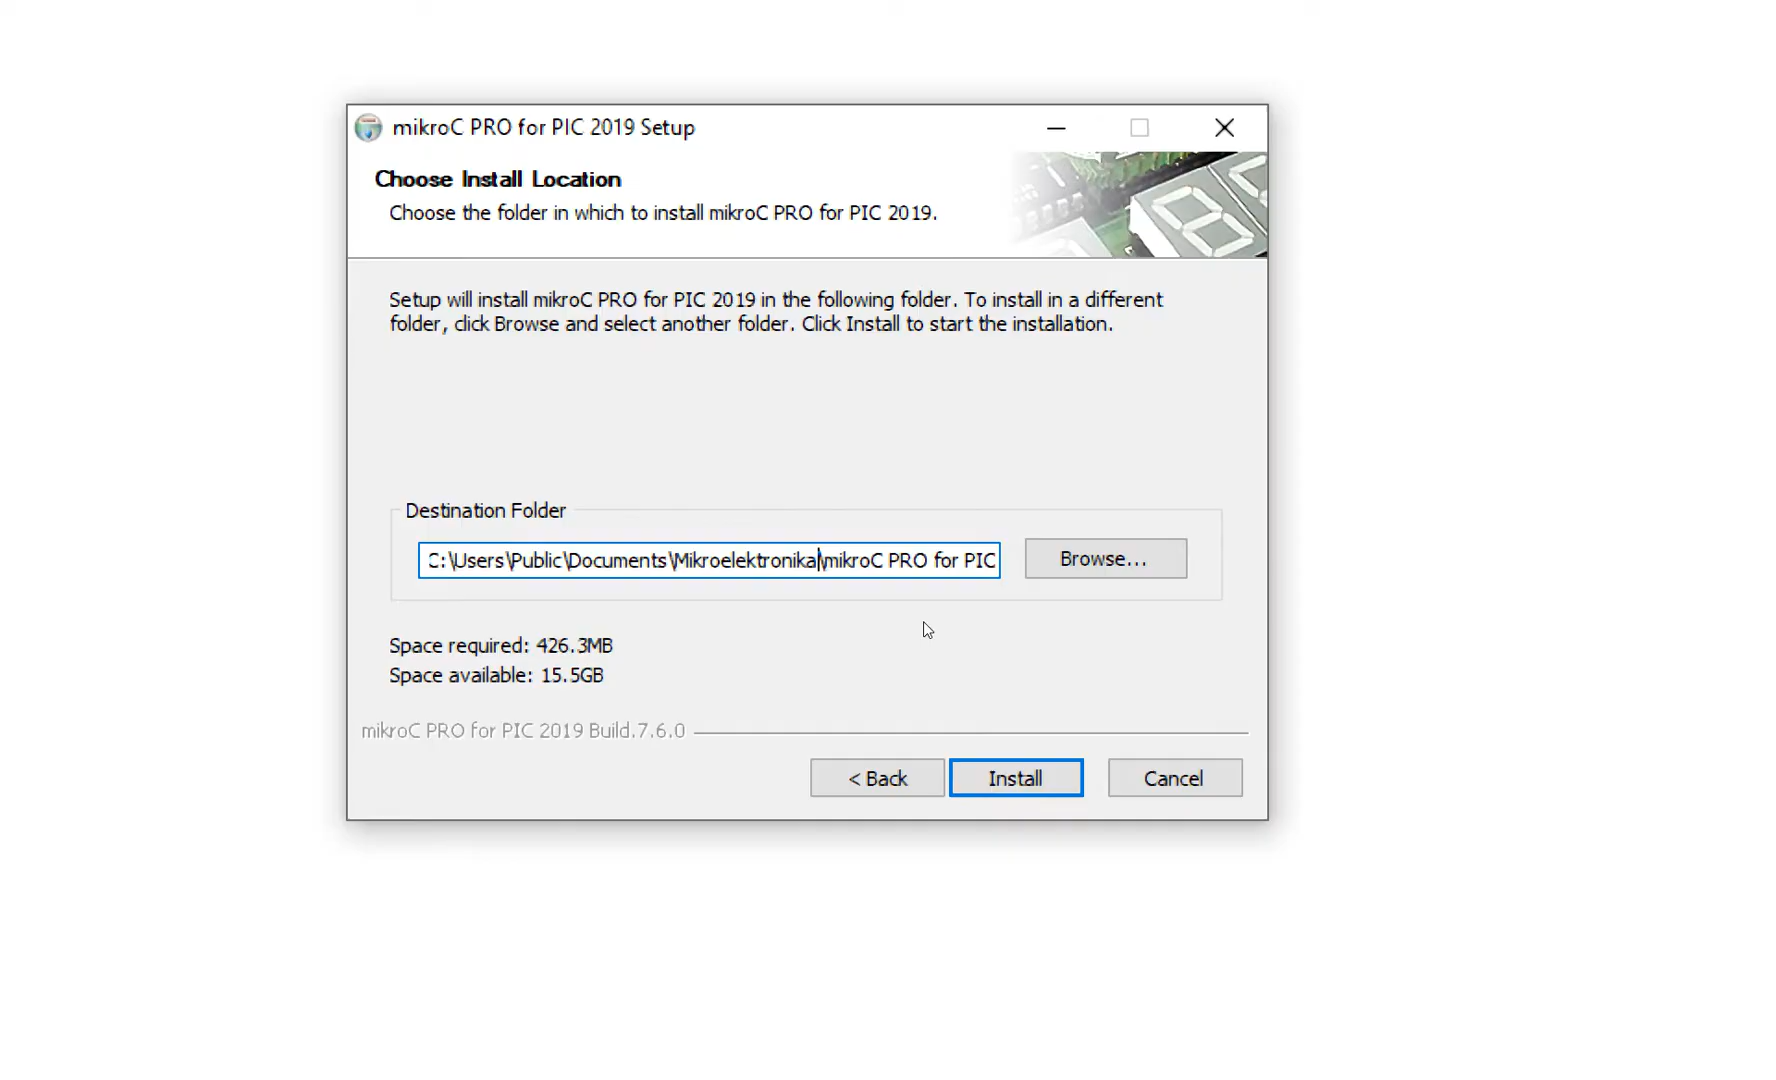 mikroC PRO for PIC 2019 Setup
Choose Install Location
Choose the folder in which to install mikroC PRO for PIC 2019.
Setup will install mikroC PRO for PIC 2019 in the following folder. To install in a different
folder, click Browse and select another folder. Click Install to start the installation.
Destination Folder
C:\Users\Public\Documents\Mikroelektronika\mikroC PRO for PIC
Browse...
Space required: 426.3MB
Space available: 15.5GB
mikroC PRO for PIC 2019 Build.7.6.0
< Back
Install
Cancel